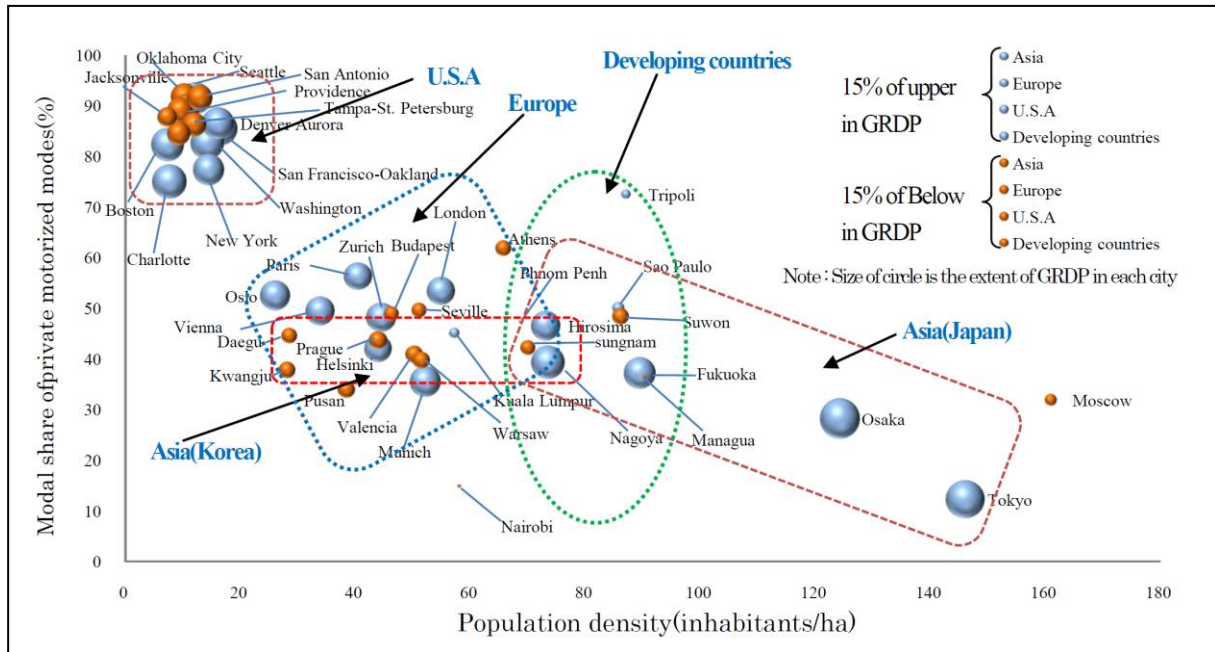 100
90
80
70
60
50
40
30
20
10
0
Modal share ofprivate motorized modes(%)
0 20 40 60 80 100 120 140 160 180
Population density(inhabitants/ha)
Oklahoma City
Jacksonville
Seattle
San Antonio
Providence
Tampa-St. Petersburg
Denver Aurora
San Francisco-Oakland
Boston
Washington
New York
Charlotte
U.S.A
Europe
Developing countries
London
Zurich
Budapest
Paris
Oslo
Vienna
Seville
Athens
Daegu
Prague
Helsinki
Kwangju
Pusan
Valencia
Munich
Warsaw
Kuala Lumpur
Asia(Korea)
Nairobi
Tripoli
Phnom Penh
Sao Paulo
Suwon
Hirosima
sungnam
Fukuoka
Nagoya
Managua
Asia(Japan)
Osaka
Moscow
Tokyo
15% of upper
in GRDP
Asia
Europe
U.S.A
Developing countries
15% of Below
in GRDP
Asia
Europe
U.S.A
Developing countries
Note : Size of circle is the extent of GRDP in each city